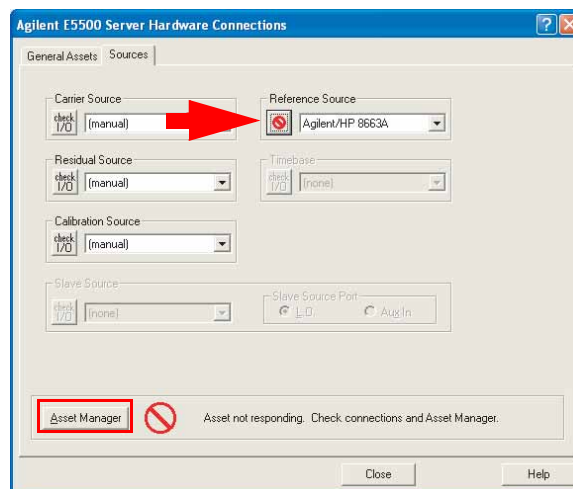 Agilent E5500 Server Hardware Connections
General Assets Sources
Carrier Source
check I/O
(manual)
Reference Source
Agilent/HP 8663A
Residual Source
check I/O
(manual)
Timebase
check I/O
(none)
Calibration Source
check I/O
(manual)
Slave Source
check I/O
(none)
Slave Source Port
L.O. Aux In
Asset Manager
Asset not responding. Check connections and Asset Manager.
Close Help